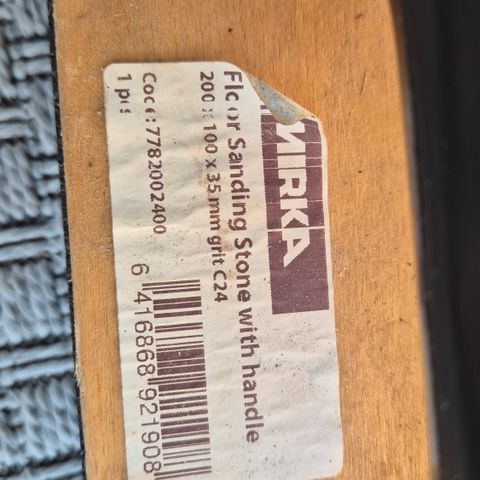 MIRKA
Floor Sanding Stone with handle
200 x 100 x 35 mm grit C24
1 pcs
Code: 7782002400
6 416868 921908